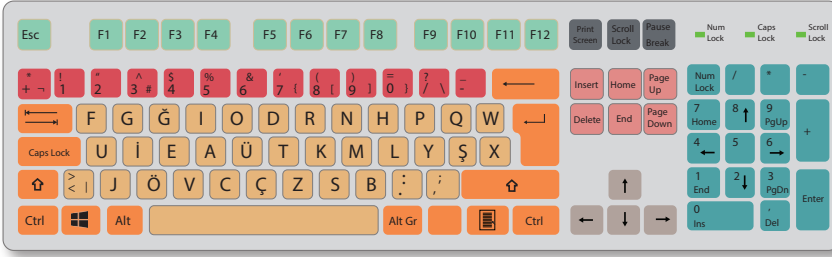 Esc F1 F2 F3 F4 F5 F6 F7 F8 F9 F10 F11 F12 Print Screen Scroll Lock Pause Break Num Lock Caps Lock Scroll Lock
* + ¬ ! 1 " 2 ^ 3 # $ 4 % 5 & 6 ' 7 { ( 8 [ ) 9 ] = 0 } ? / \ _ - Insert Home Page Up Num Lock / * -
F G Ğ I O D R N H P Q W Delete End Page Down 7 Home 8 9 PgUp +
Caps Lock U İ E A Ü T K M L Y Ş X 4 5 6
> < | J Ö V C Ç Z S B : . ; , 1 End 2 3 PgDn Enter
Ctrl Alt Alt Gr Ctrl 0 Ins . Del